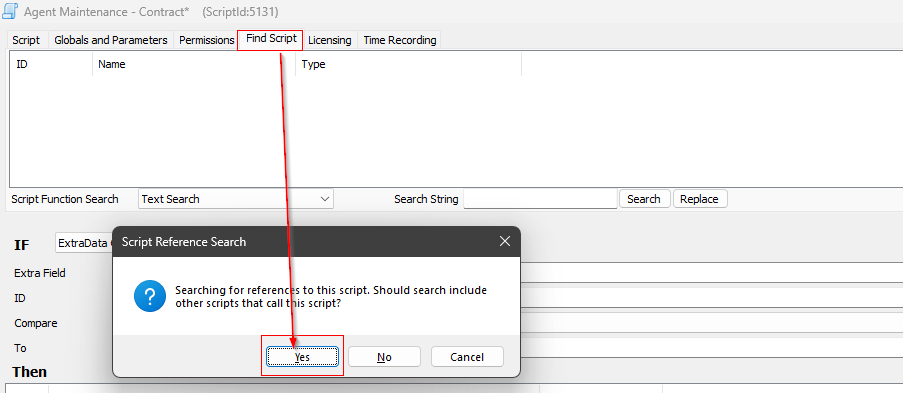 Agent Maintenance - Contract* (ScriptId:5131)
Script Globals and Parameters Permissions Find Script Licensing Time Recording
ID Name Type
Script Function Search Text Search Search String Search Replace
IF ExtraData
Script Reference Search
Extra Field
Searching for references to this script. Should search include
other scripts that call this script?
ID
Compare
To
Yes No Cancel
Then